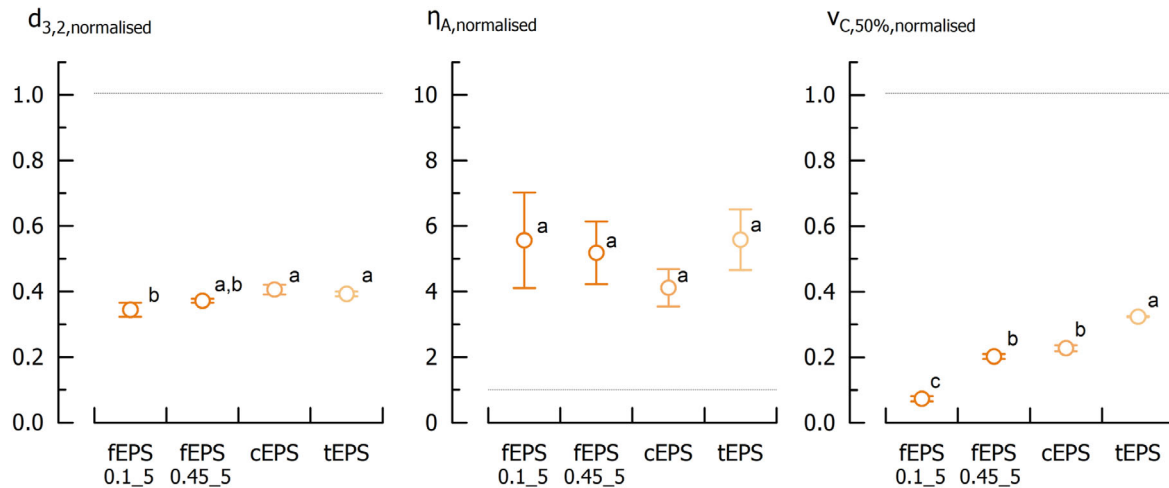 d3,2,normalised
1.0
0.8
0.6
0.4
0.2
0.0
b
a,b
a
a
fEPS fEPS cEPS tEPS
0.1_5 0.45_5
ηA,normalised
10
8
6
4
2
0
a
a
a
a
fEPS fEPS cEPS tEPS
0.1_5 0.45_5
vC,50%,normalised
1.0
0.8
0.6
0.4
0.2
0.0
c
b
b
a
fEPS fEPS cEPS tEPS
0.1_5 0.45_5